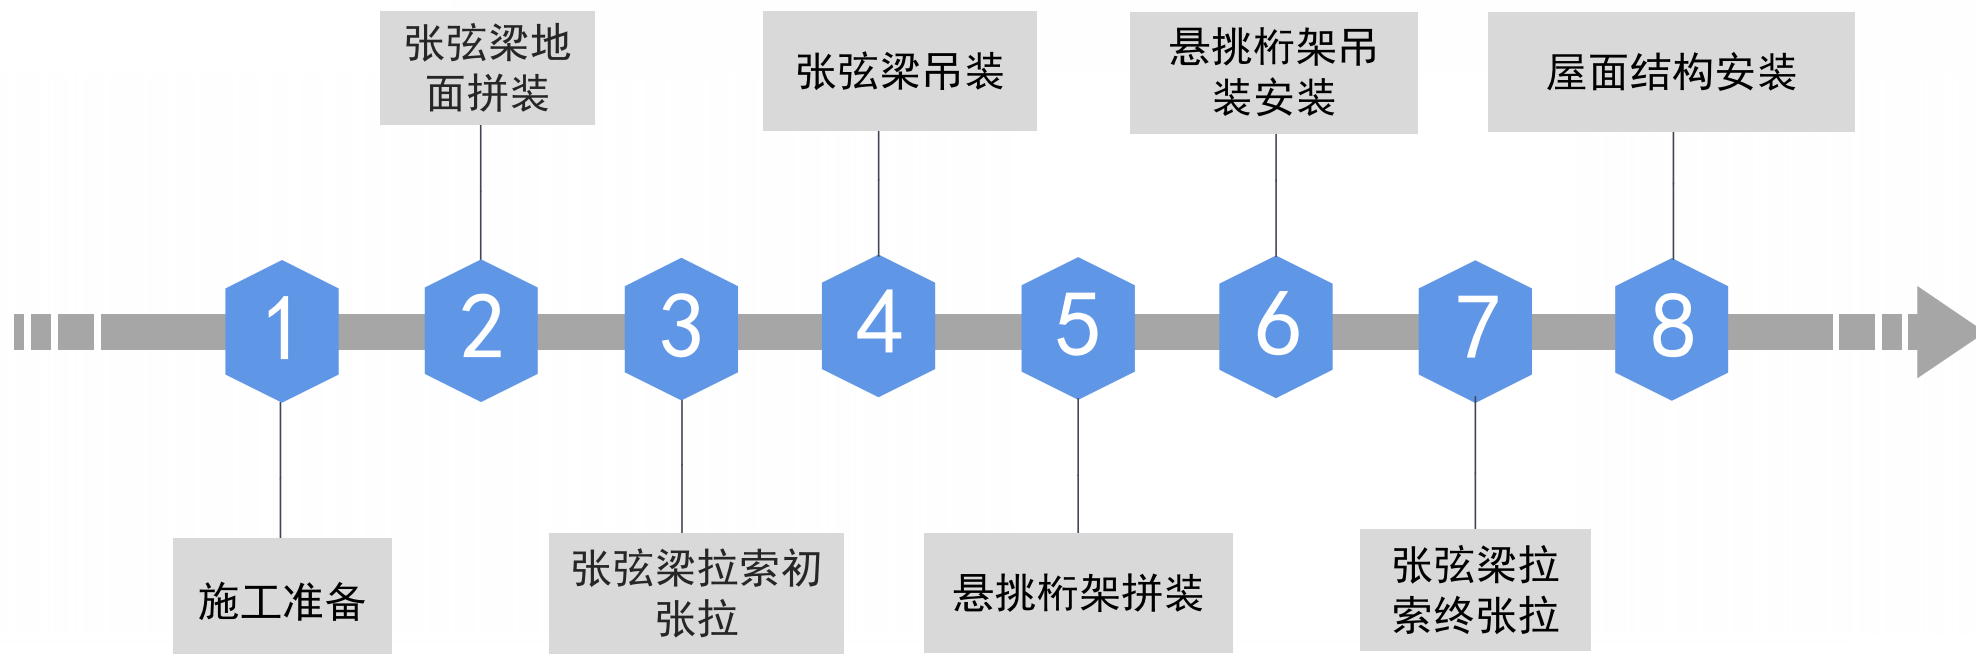 张弦梁地
面拼装
张弦梁吊装
悬挑桁架吊
装安装
屋面结构安装
1
2
3
4
5
6
7
8
施工准备
张弦梁拉索初
张拉
悬挑桁架拼装
张弦梁拉
索终张拉